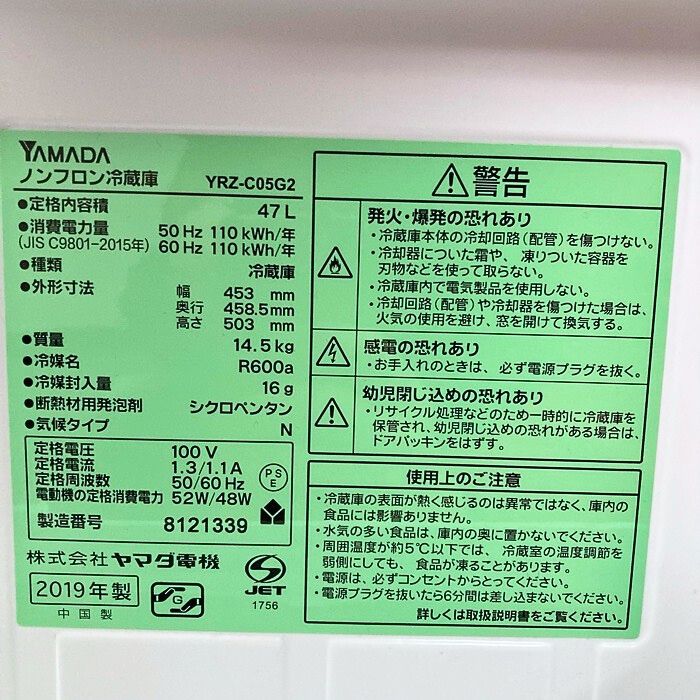 YAMADA
ノンフロン冷蔵庫 YRZ-C05G2
●定格内容積 47L
●消費電力量 50Hz 110kWh/年
(JIS C9801-2015年) 60Hz 110kWh/年
●種類 冷蔵庫
●外形寸法 幅 453 mm
奥行 458.5mm
高さ 503 mm
●質量 14.5kg
●冷媒名 R600a
●冷媒封入量 16g
●断熱材用発泡剤 シクロペンタン
●気候タイプ N
定格電圧 100V
定格電流 1.3/1.1A
定格周波数 50/60Hz
電動機の定格消費電力 52W/48W
PS
E
製造番号 8121339
株式会社ヤマダ電機
2019年製
中国製
G
JET
1756
警告
発火・爆発の恐れあり
・冷蔵庫本体の冷却回路(配管)を傷つけない。
・冷却器についた霜や、凍りついた容器を
刃物などを使って取らない。
・冷蔵庫内で電気製品を使用しない。
・冷却回路(配管)や冷却器を傷つけた場合は、
火気の使用を避け、窓を開けて換気する。
感電の恐れあり
・お手入れのときは、必ず電源プラグを抜く。
幼児閉じ込めの恐れあり
・リサイクル処理などのため一時的に冷蔵庫を
保管され、幼児閉じ込めの恐れがある場合は、
ドアパッキンをはずす。
使用上のご注意
・冷蔵庫の表面が熱く感じるのは異常ではなく、庫内の
食品には影響ありません。
・水気の多い食品は、庫内の奥に置かないでください。
・周囲温度が約5℃以下では、冷蔵室の温度調節を
弱側にしても、食品が凍ることがあります。
・電源は、必ずコンセントからとってください。
・電源プラグを抜いたら6分間は差し込まないでください。
詳しくは取扱説明書をご覧ください。